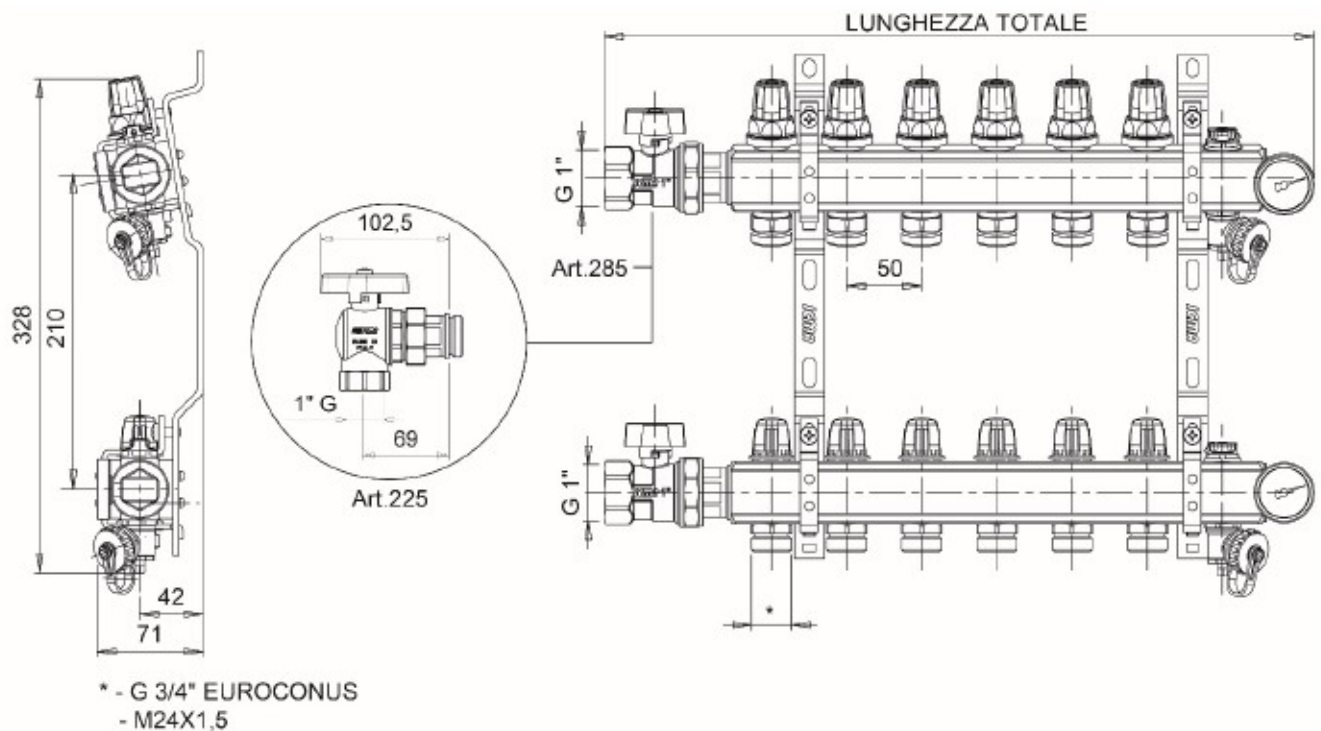 LUNGHEZZA TOTALE
G 1"
102,5
Art.285
50
328
210
1" G
69
Art.225
G 1"
42
71
*
* - G 3/4" EUROCONUS
- M24X1,5